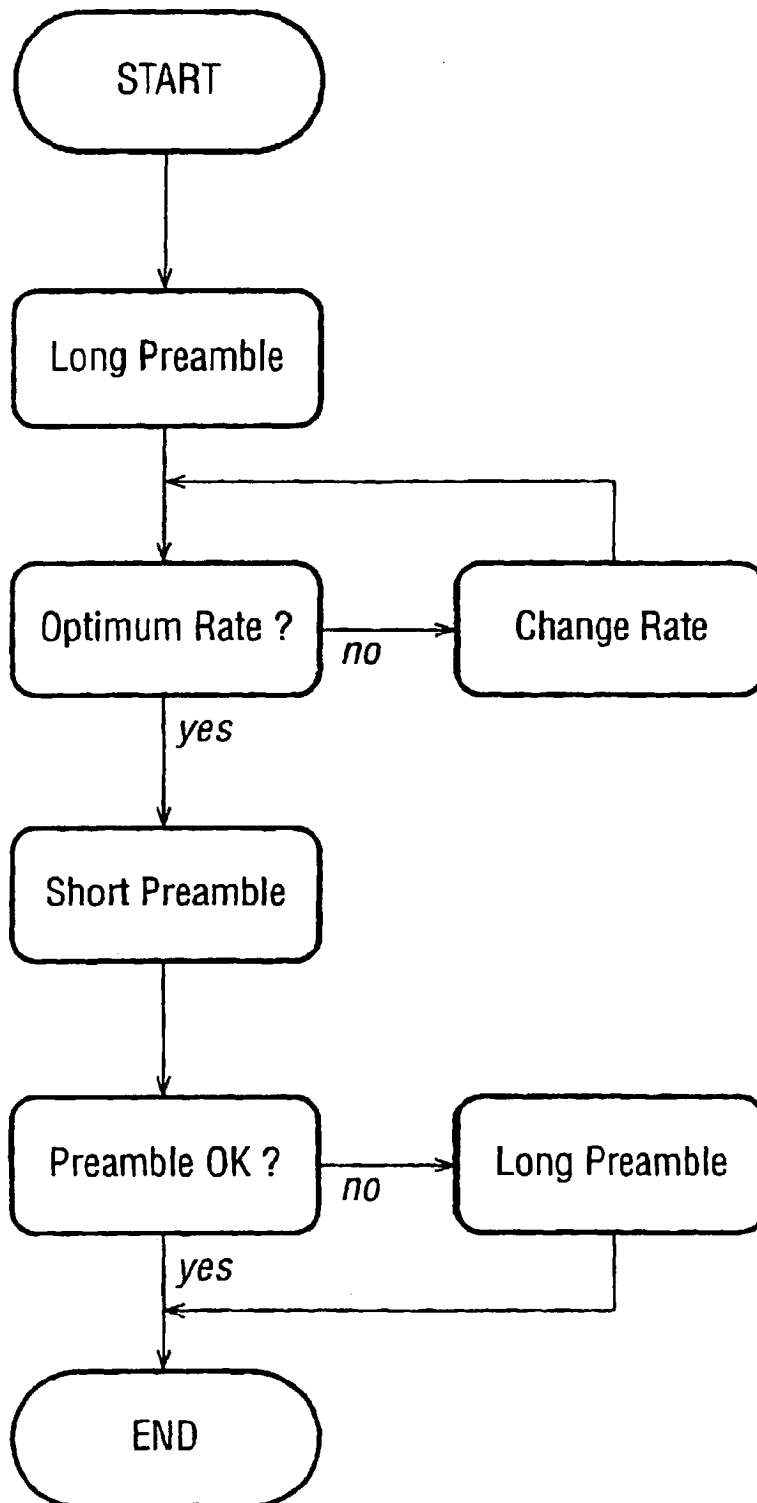 START
Long Preamble
Optimum Rate ?
no
Change Rate
yes
Short Preamble
Preamble OK ?
no
Long Preamble
yes
END